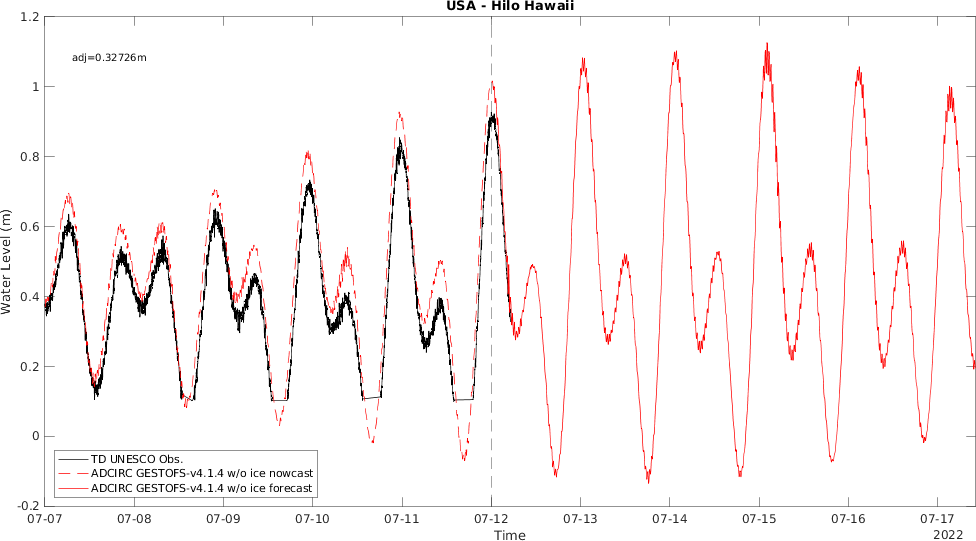 USA - Hilo Hawaii
adj=0.32726m
Water Level (m)
1.2
1
0.8
0.6
0.4
0.2
0
-0.2
TD UNESCO Obs.
ADCIRC GESTOFS-v4.1.4 w/o ice nowcast
ADCIRC GESTOFS-v4.1.4 w/o ice forecast
07-07 07-08 07-09 07-10 07-11 07-12 07-13 07-14 07-15 07-16 07-17
Time
2022